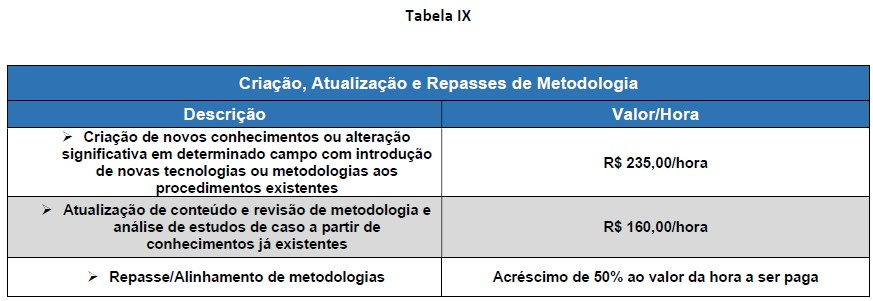 Tabela IX
Criação, Atualização e Repasses de Metodologia
Descrição
Valor/Hora
➢ Criação de novos conhecimentos ou alteração
significativa em determinado campo com introdução
de novas tecnologias ou metodologias aos
procedimentos existentes
R$ 235,00/hora
➢ Atualização de conteúdo e revisão de metodologia e
análise de estudos de caso a partir de
conhecimentos já existentes
R$ 160,00/hora
➢ Repasse/Alinhamento de metodologias
Acréscimo de 50% ao valor da hora a ser paga